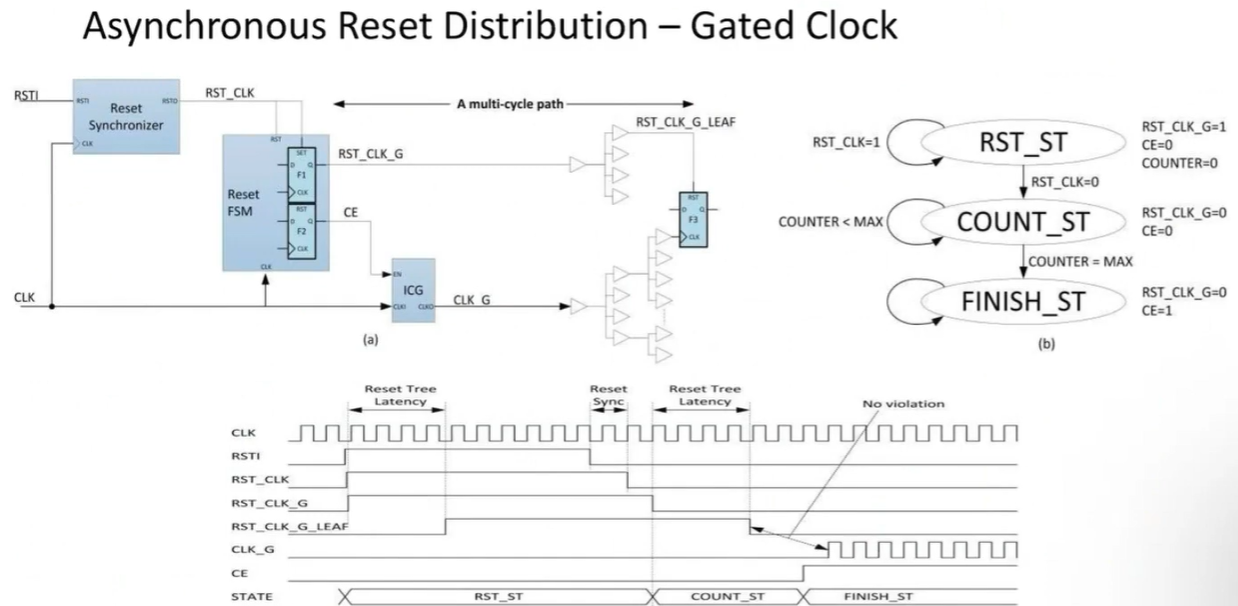 Asynchronous Reset Distribution – Gated Clock
RSTI
RSTI
Reset Synchronizer
RSTO
CLK
RST_CLK
A multi-cycle path
RST_CLK_G_LEAF
RST
SET
D
Q
F1
CLK
RST_CLK_G
Reset FSM
RST
D
Q
F2
CLK
CE
CLK
RST
D
Q
F3
CLK
EN
ICG
CLKI
CLKO
CLK
CLK_G
(a)
RST_CLK=1
RST_ST
RST_CLK_G=1
CE=0
COUNTER=0
RST_CLK=0
COUNTER < MAX
COUNT_ST
RST_CLK_G=0
CE=0
COUNTER = MAX
FINISH_ST
RST_CLK_G=0
CE=1
(b)
Reset Tree Latency
Reset Sync
Reset Tree Latency
No violation
CLK
RSTI
RST_CLK
RST_CLK_G
RST_CLK_G_LEAF
CLK_G
CE
STATE
RST_ST
COUNT_ST
FINISH_ST